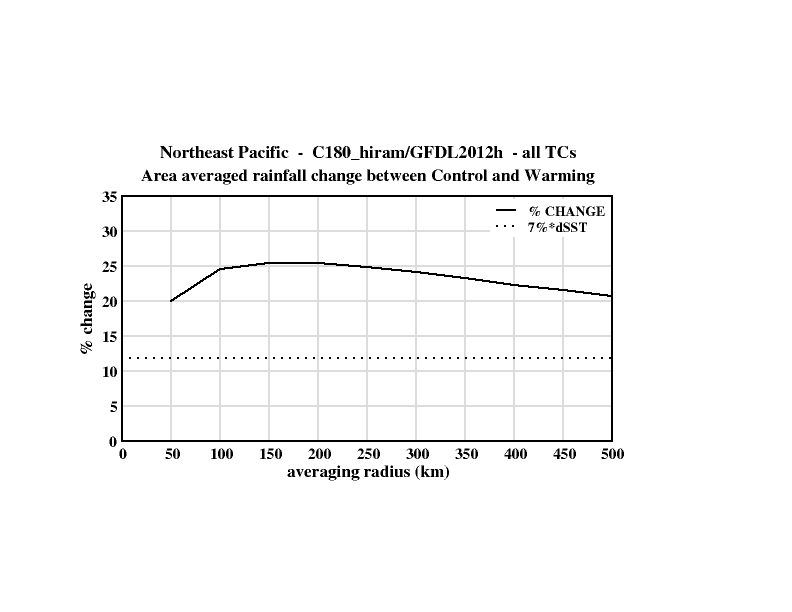 Northeast Pacific - C180_hiram/GFDL2012h - all TCs
Area averaged rainfall change between Control and Warming
% CHANGE
7%*dSST
35
30
25
20
15
10
5
0
% change
0 50 100 150 200 250 300 350 400 450 500
averaging radius (km)